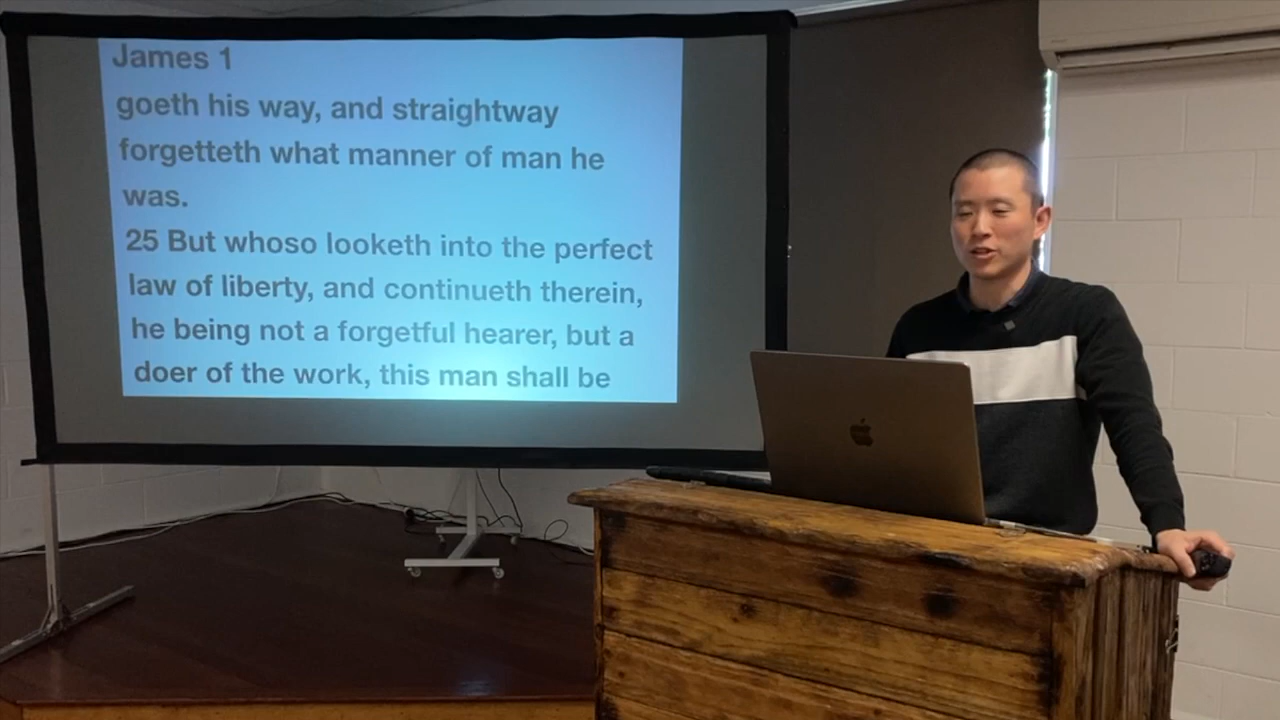 James 1
goeth his way, and straightway
forgetteth what manner of man he
was.
25 But whoso looketh into the perfect
law of liberty, and continueth therein,
he being not a forgetful hearer, but a
doer of the work, this man shall be